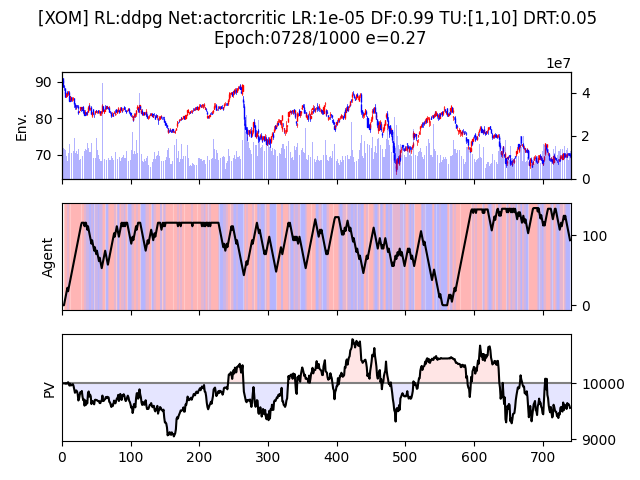 [XOM] RL:ddpg Net:actorcritic LR:1e-05 DF:0.99 TU:[1,10] DRT:0.05
Epoch:0728/1000 e=0.27
1e7
90
80
70
Env.
4
2
0
Agent
100
0
PV
10000
9000
0 100 200 300 400 500 600 700